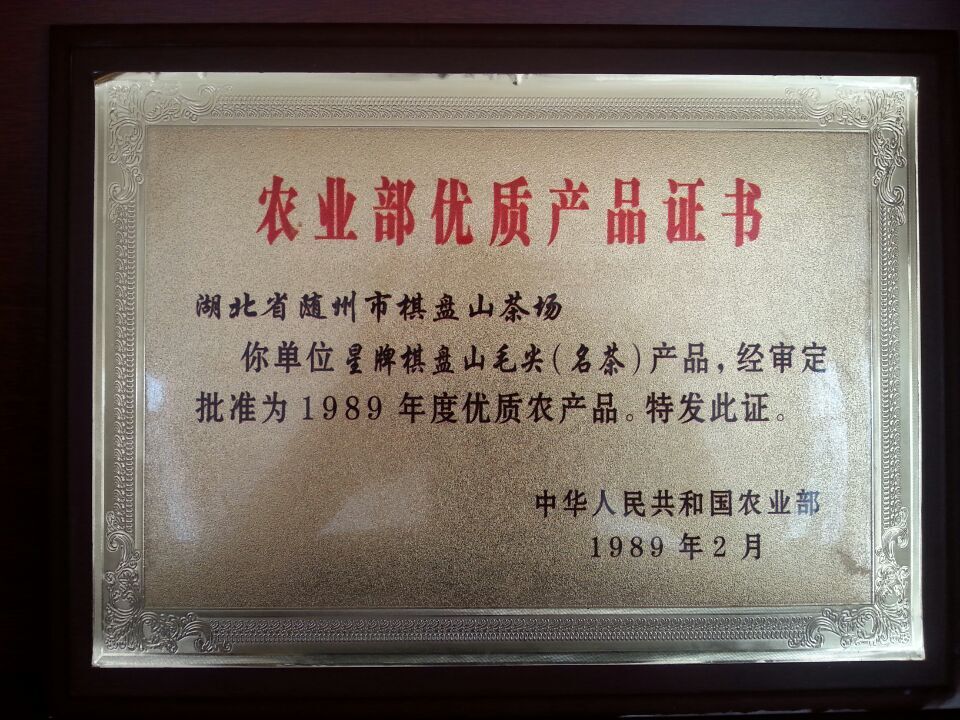 农业部优质产品证书
湖北省随州市棋盘山茶场
你单位星牌棋盘山毛尖(名茶)产品,经审定
批准为1989年度优质农产品。特发此证。
中华人民共和国农业部
1989年2月